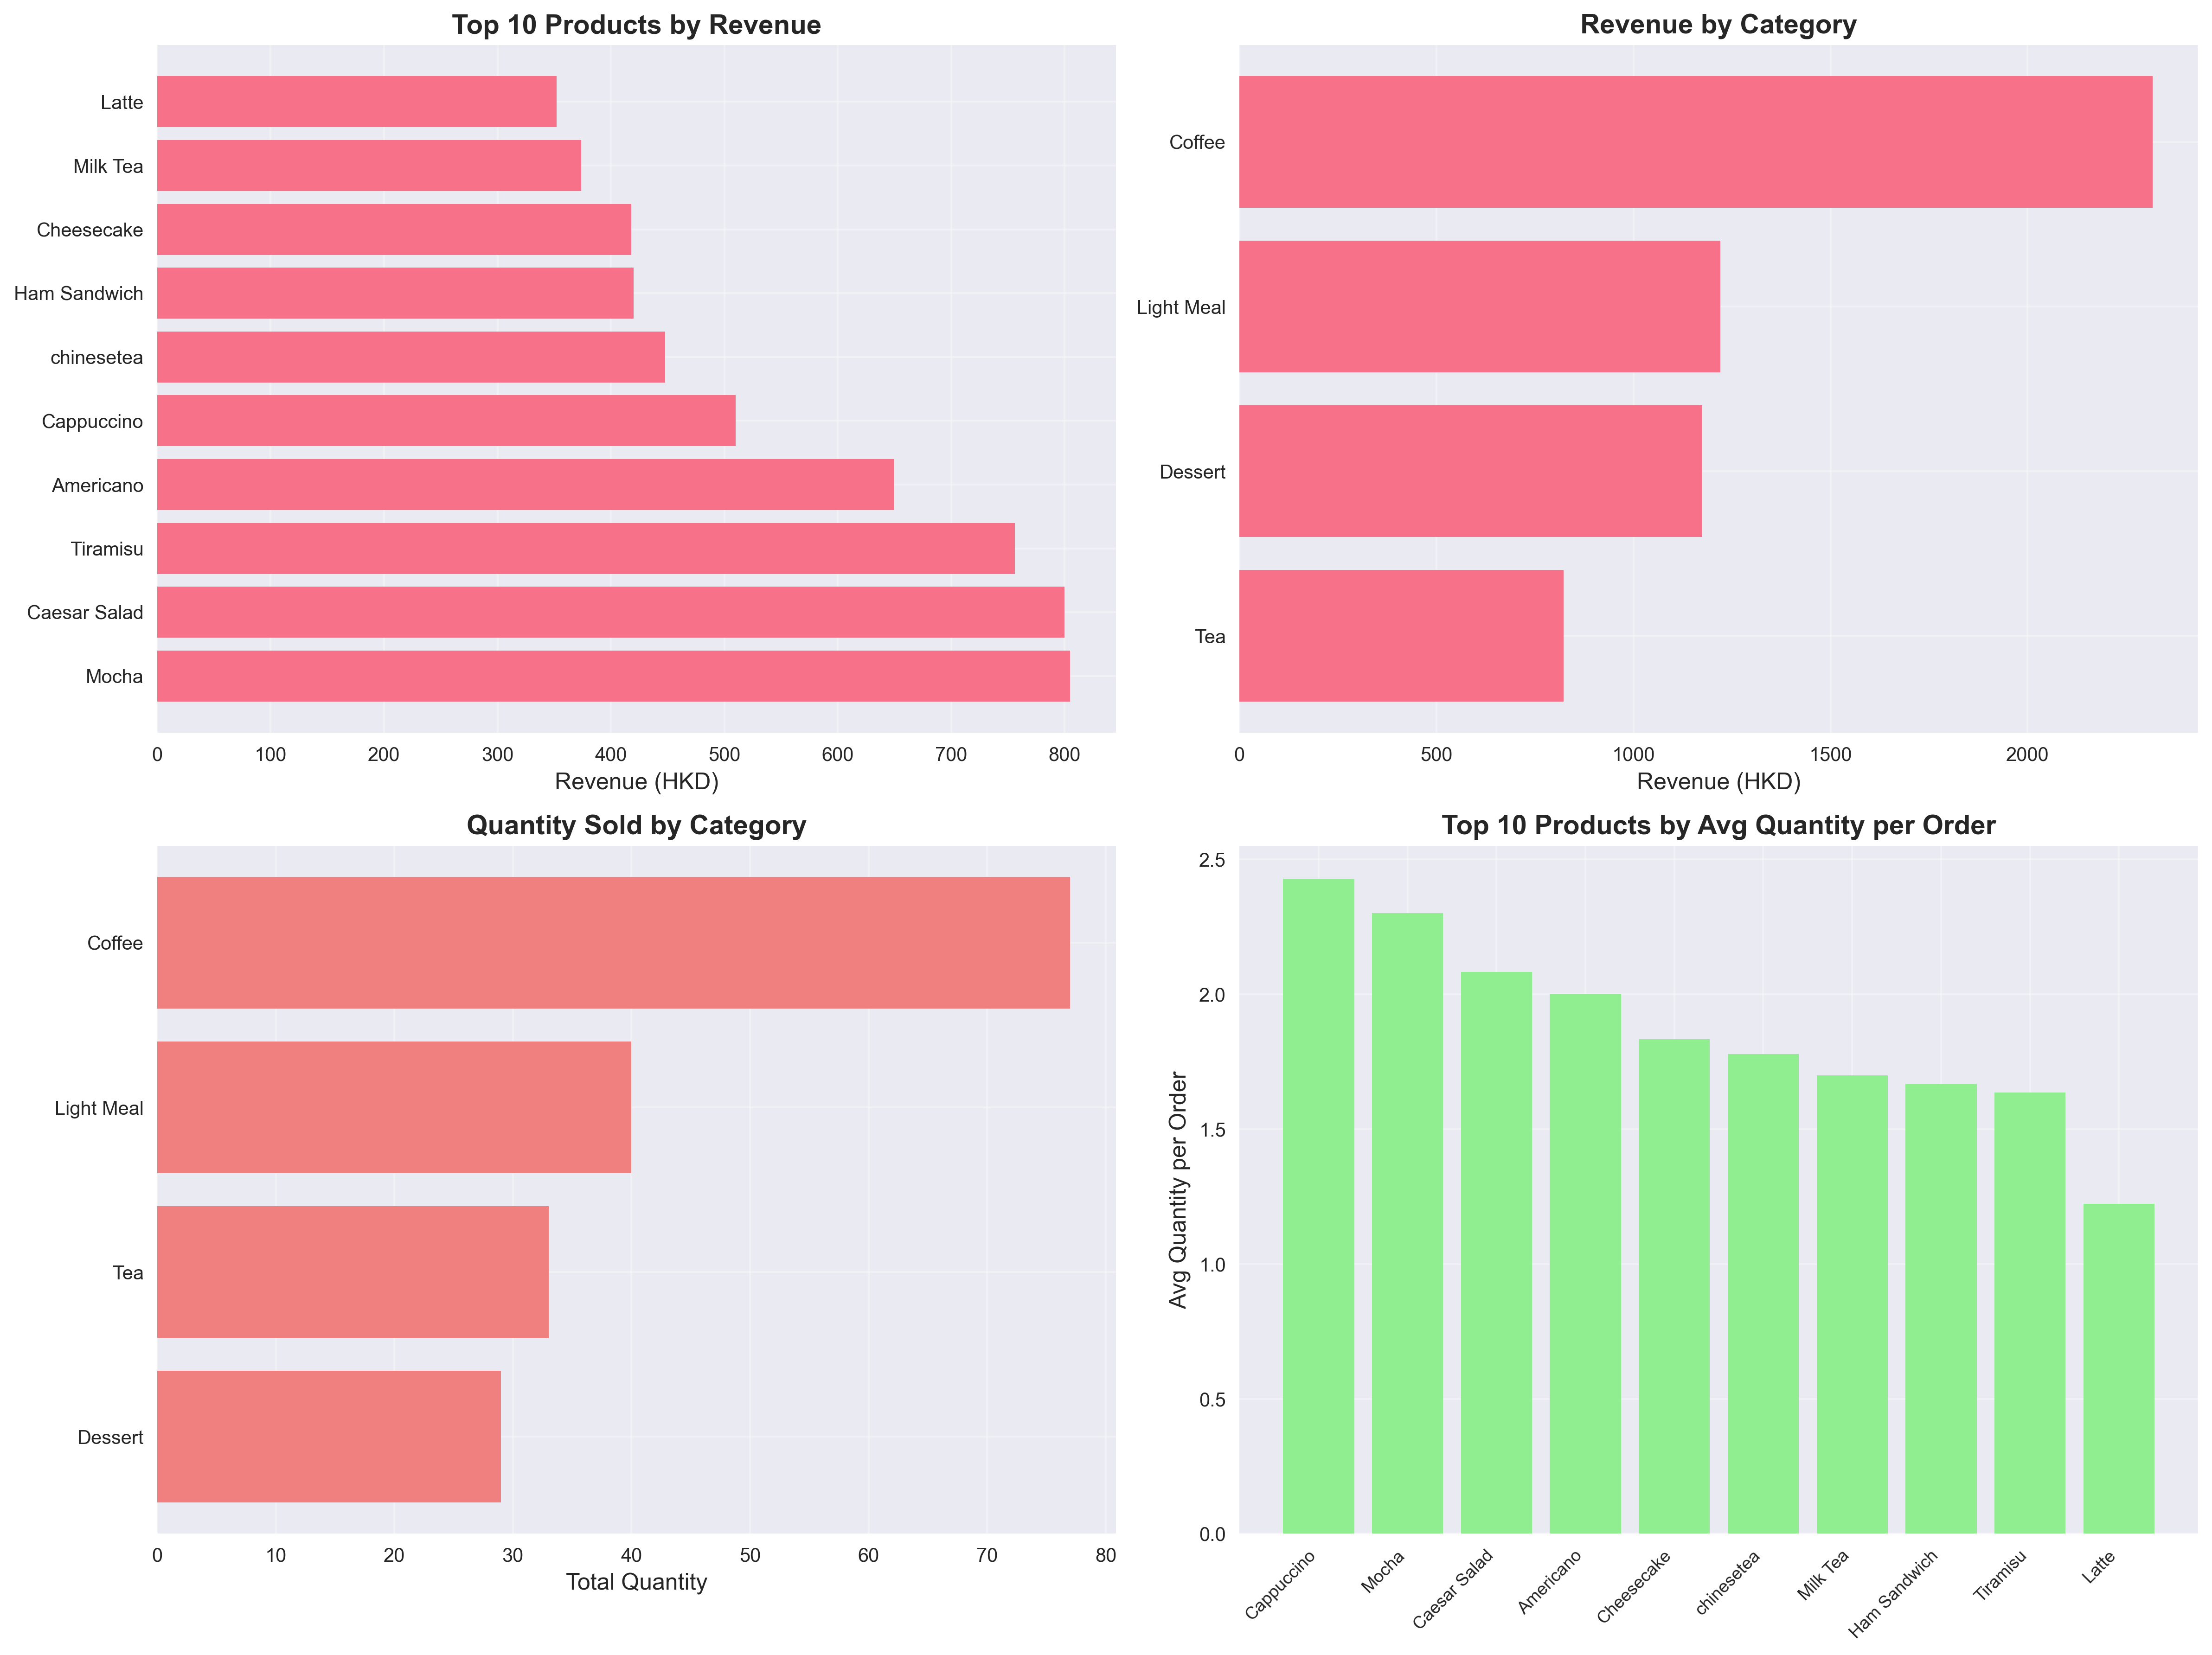 Top 10 Products by Revenue
Latte
Milk Tea
Cheesecake
Ham Sandwich
chinesetea
Cappuccino
Americano
Tiramisu
Caesar Salad
Mocha
0 100 200 300 400 500 600 700 800
Revenue (HKD)
Revenue by Category
Coffee
Light Meal
Dessert
Tea
0 500 1000 1500 2000
Revenue (HKD)
Quantity Sold by Category
Coffee
Light Meal
Tea
Dessert
0 10 20 30 40 50 60 70 80
Total Quantity
Top 10 Products by Avg Quantity per Order
Avg Quantity per Order
2.5
2.0
1.5
1.0
0.5
0.0
Cappuccino
Mocha
Caesar Salad
Americano
Cheesecake
chinesetea
Milk Tea
Ham Sandwich
Tiramisu
Latte